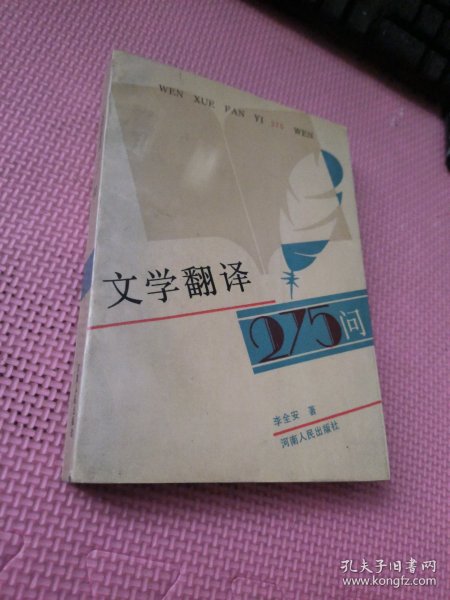 WEN XUE FAN YI 275 WEN
文学翻译
275问
李全安 著
河南人民出版社
孔夫子旧书网
www.kongfz.com